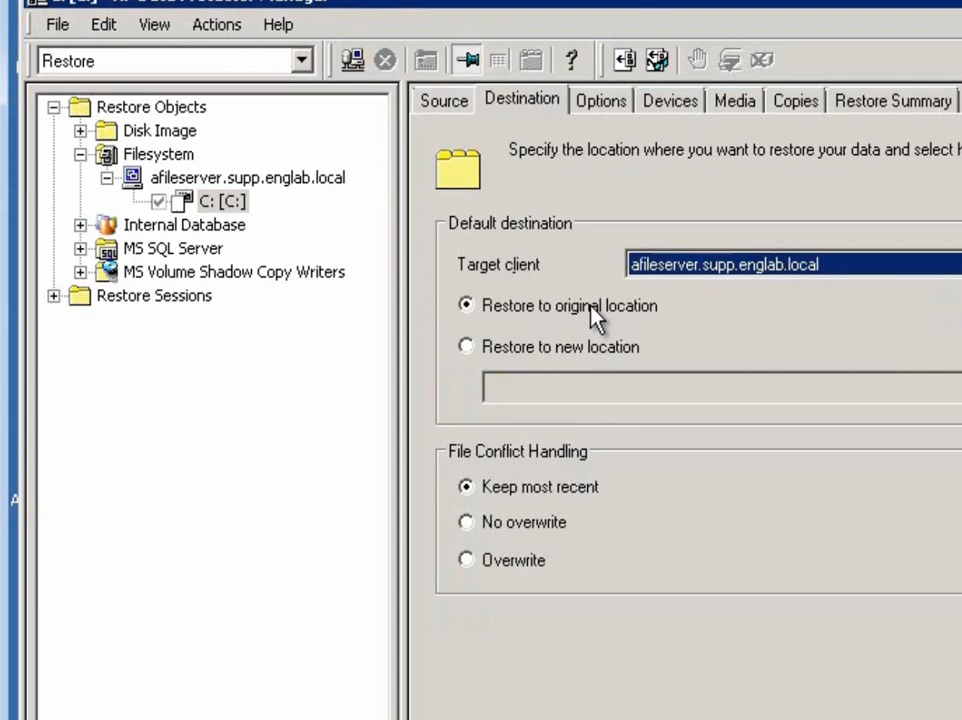 File Edit View Actions Help
Restore
Restore Objects
Disk Image
Filesystem
afileserver.supp.englab.local
C: [C:]
Internal Database
MS SQL Server
MS Volume Shadow Copy Writers
Restore Sessions
Source Destination Options Devices Media Copies Restore Summary
Specify the location where you want to restore your data and select
Default destination
Target client afileserver.supp.englab.local
Restore to original location
Restore to new location
File Conflict Handling
Keep most recent
No overwrite
Overwrite